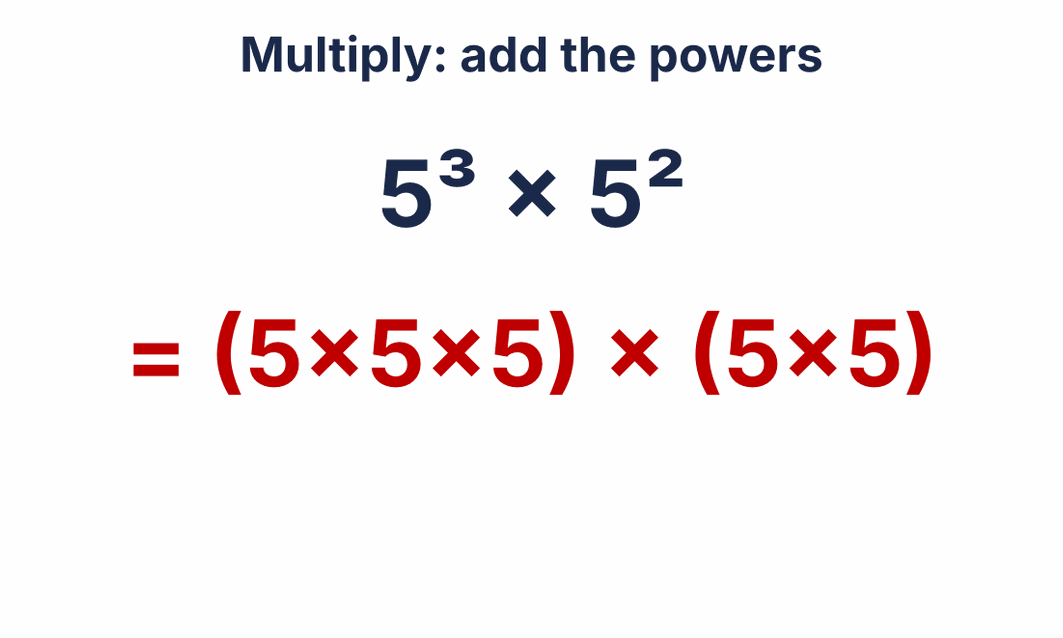 Multiply: add the powers
5³ × 5²
= (5×5×5) × (5×5)